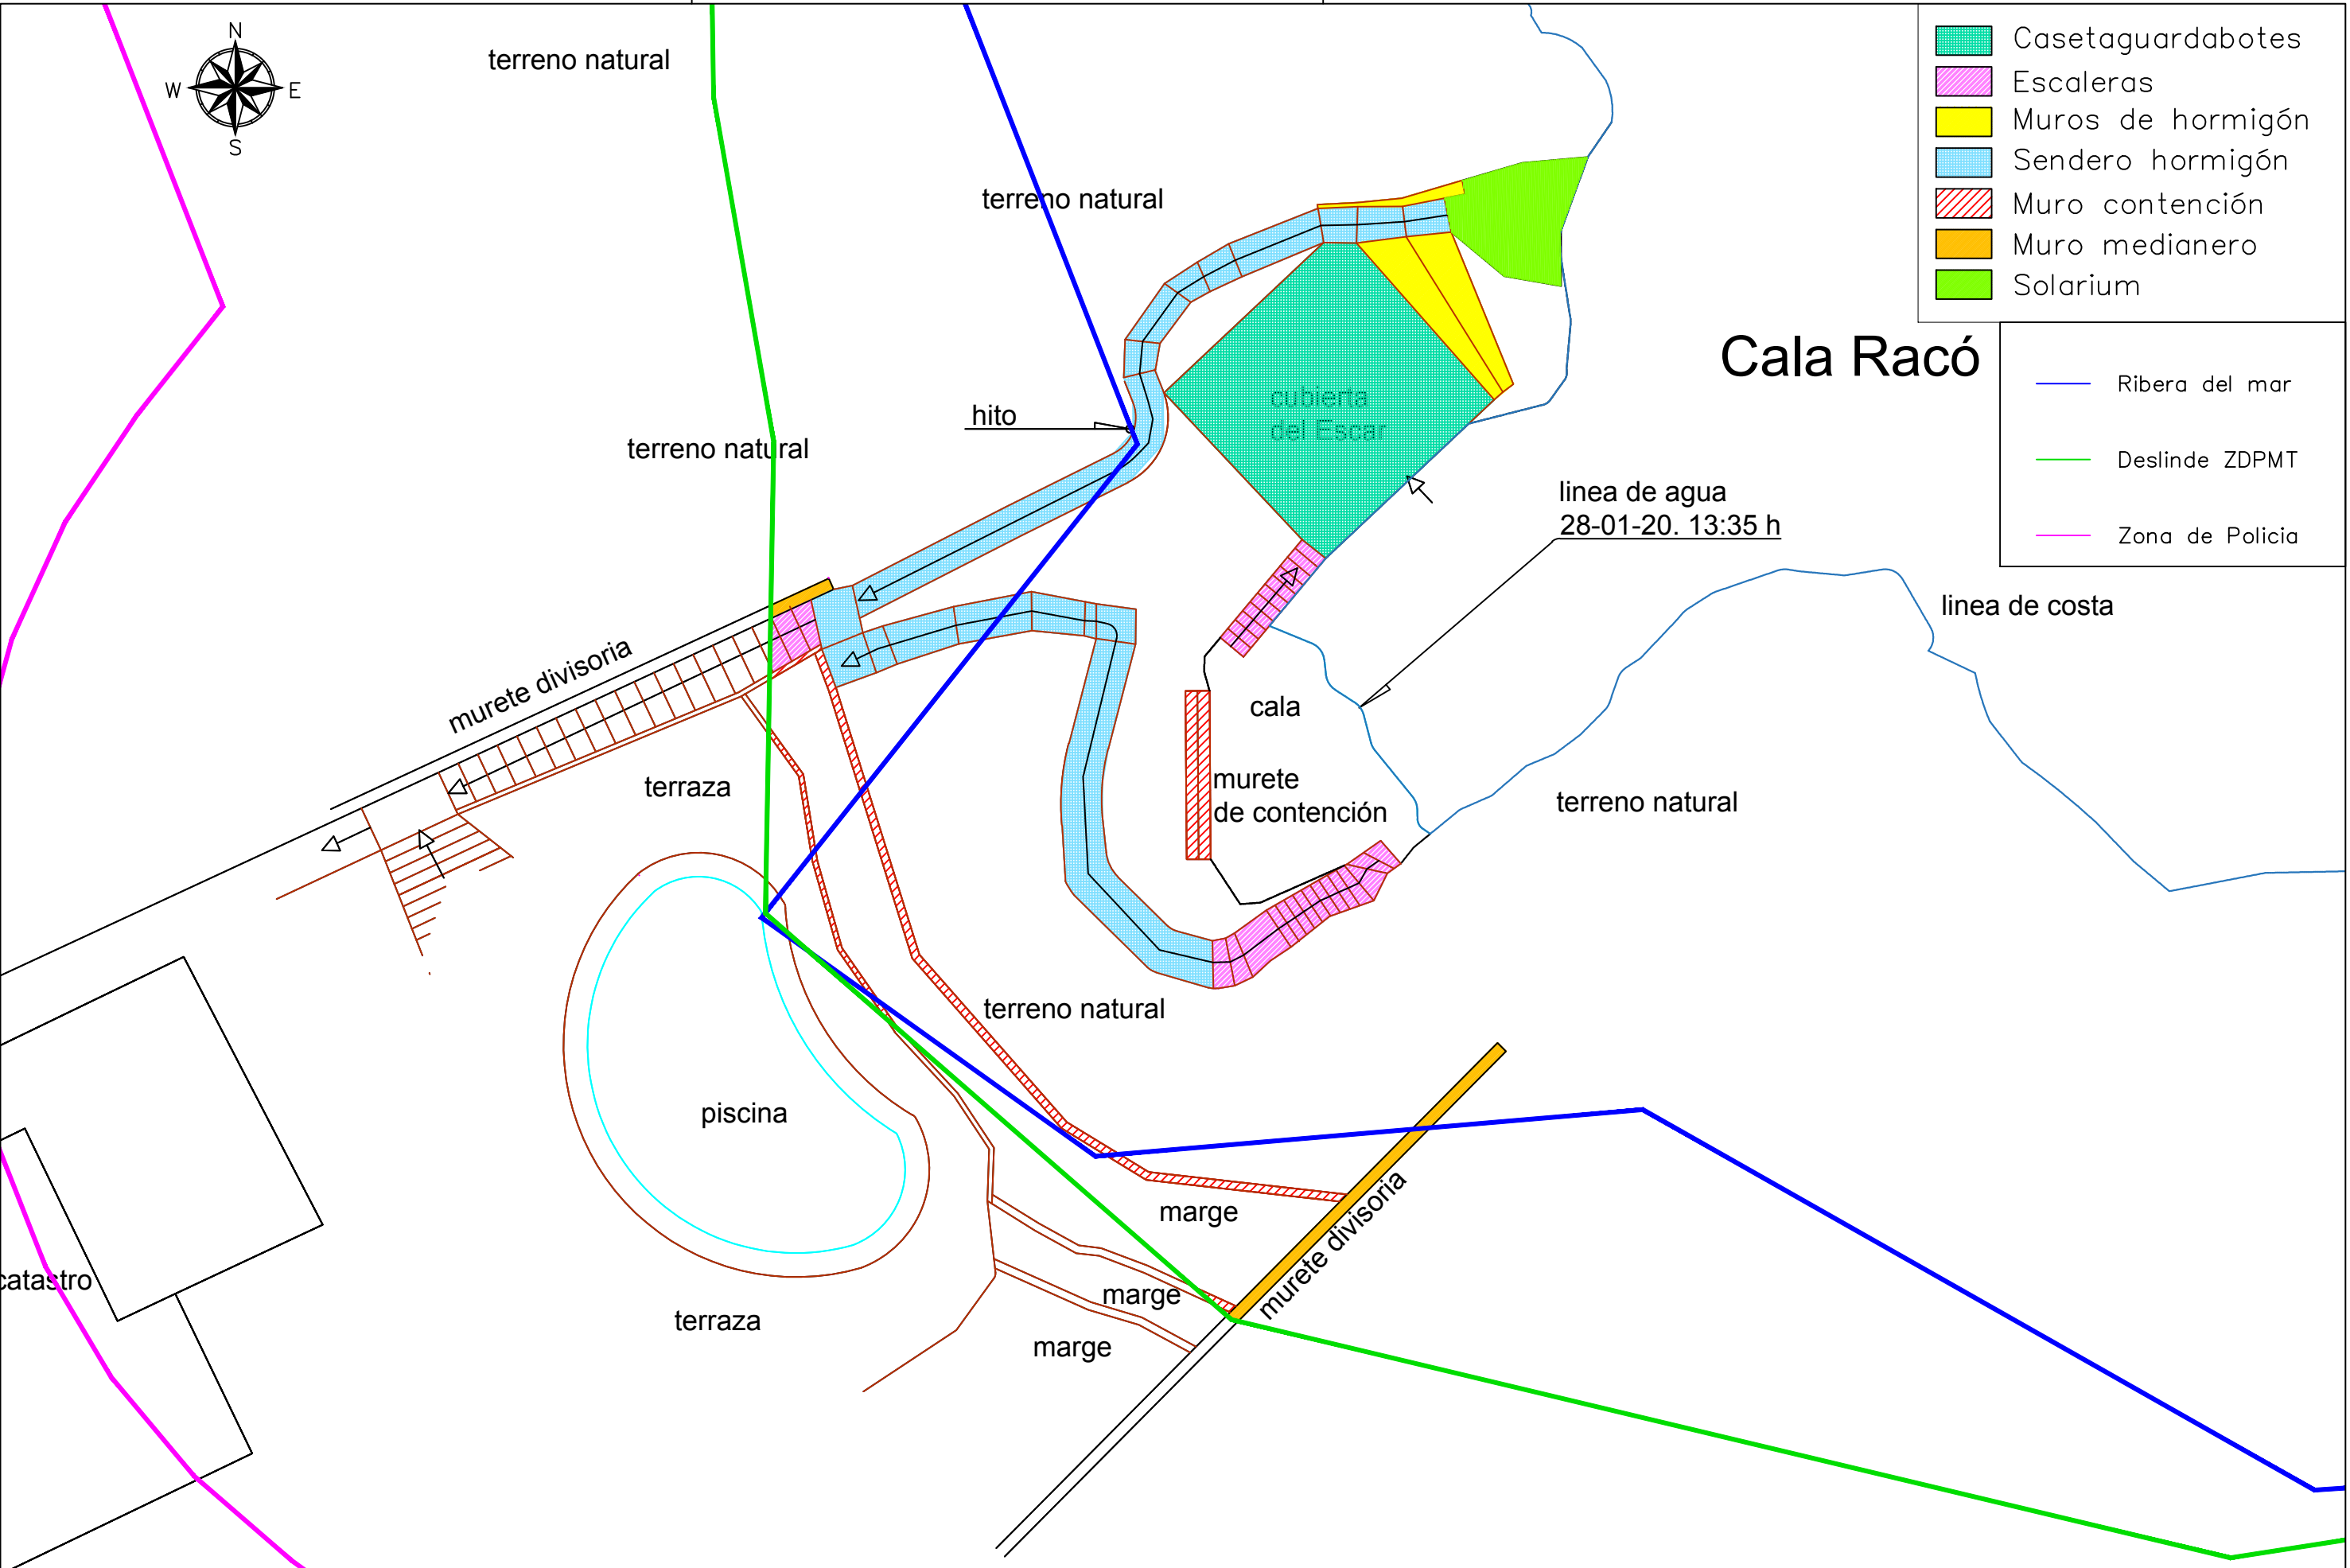 N
W
E
S
terreno natural
Casetaguardabotes
Escaleras
Muros de hormigón
Sendero hormigón
Muro contención
Muro medianero
Solarium
terreno natural
Cala Racó
Ribera del mar
Deslinde ZDPMT
Zona de Policia
cubierta
del Escar
hito
terreno natural
linea de agua
28-01-20. 13:35 h
linea de costa
murete divisoria
cala
terraza
murete
de contención
terreno natural
terreno natural
piscina
marge
murete divisoria
catastro
marge
terraza
marge